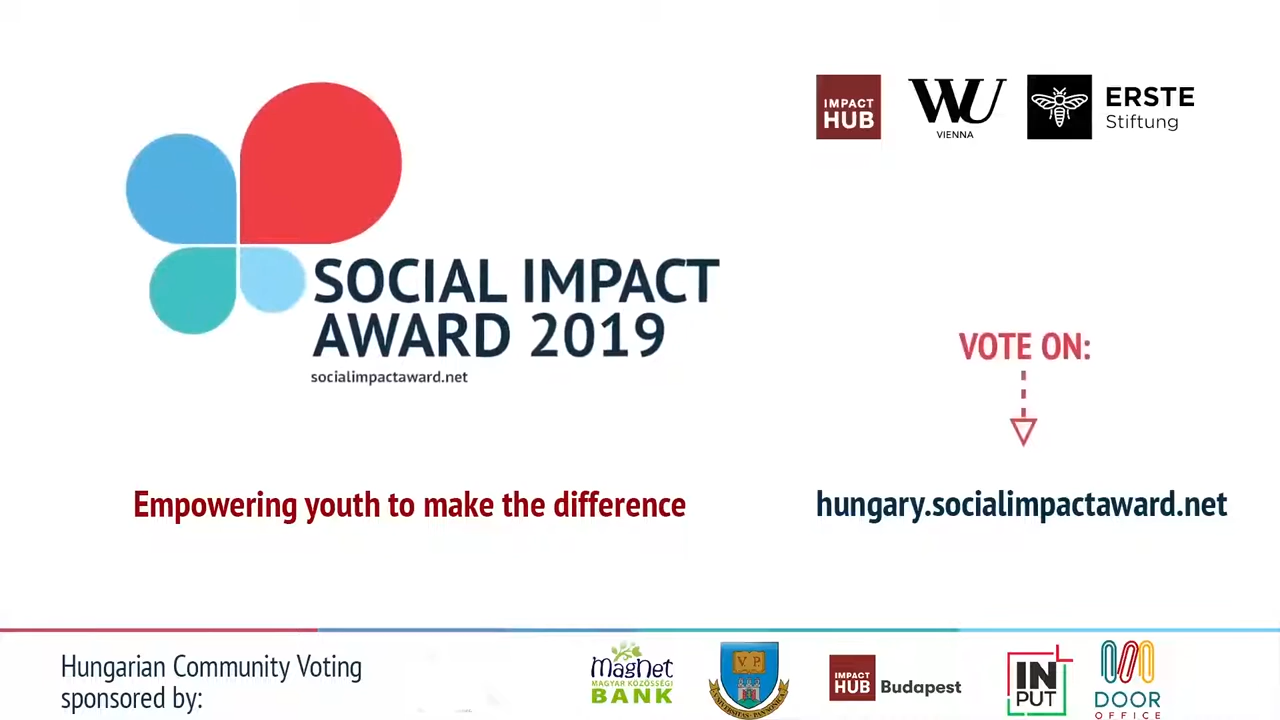 IMPACT
HUB
WU
VIENNA
ERSTE
Stiftung
SOCIAL IMPACT
AWARD 2019
socialimpactaward.net
VOTE ON:
Empowering youth to make the difference
hungary.socialimpactaward.net
Hungarian Community Voting
sponsored by:
MagNet
MAGYAR KÖZÖSSÉGI
BANK
V P
UNIVERSITAS PANNONICA
IMPACT
HUB Budapest
IN
PUT
DOOR
OFFICE